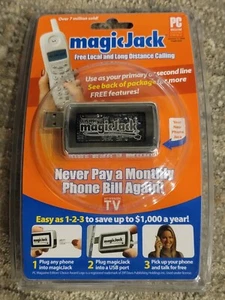 Over 7 million sold!
PC
magicJack
Free Local and Long Distance Calling
Use as your primary or second line
See back of package for more
FREE features!
magicJack
Never Pay a Monthly
Phone Bill Again!
TV
Easy as 1-2-3 to save up to $1,000 a year!
1 Plug any phone
into magicJack
2 Plug magicJack
into a USB port
3 Pick up your phone
and talk for free